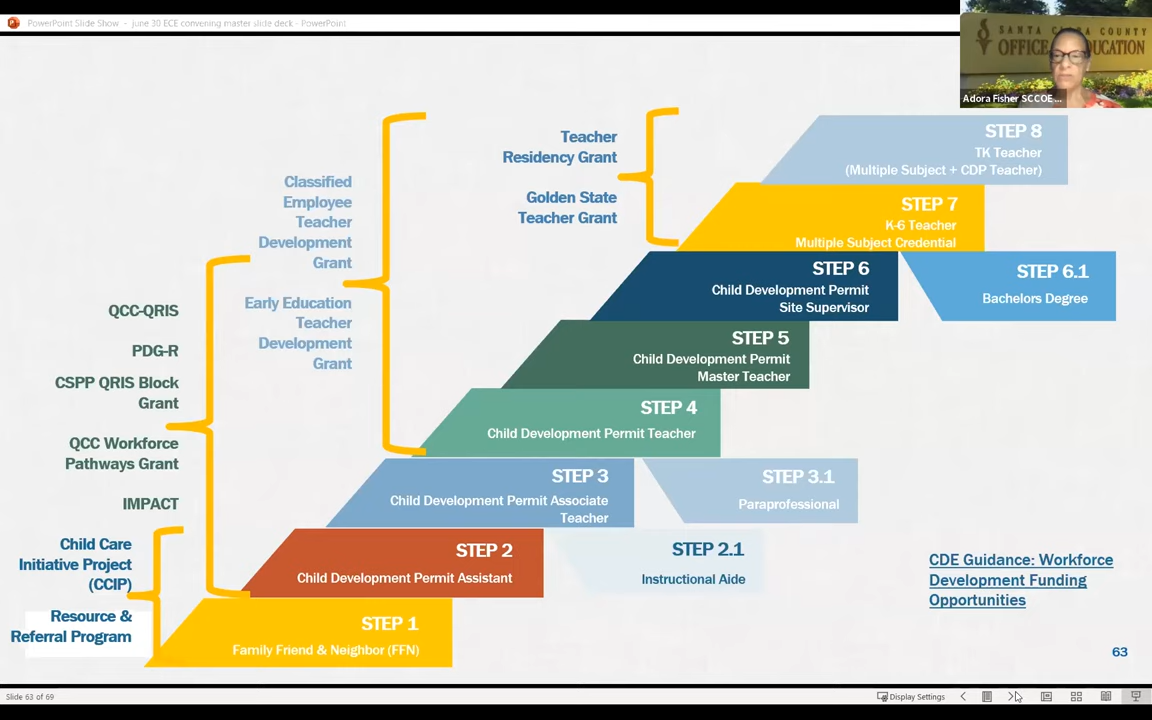 PowerPoint Slide Show - june 30 ECE convening master slide deck - PowerPoint
SANTA CLARA COUNTY
OFFICE OF EDUCATION
Adora Fisher SCCOE ...
Teacher
Residency Grant
Golden State
Teacher Grant
Classified
Employee
Teacher
Development
Grant
Early Education
Teacher
Development
Grant
QCC-QRIS
PDG-R
CSPP QRIS Block
Grant
QCC Workforce
Pathways Grant
IMPACT
Child Care
Initiative Project
(CCIP)
Resource &
Referral Program
STEP 8
TK Teacher
(Multiple Subject + CDP Teacher)
STEP 7
K-6 Teacher
Multiple Subject Credential
STEP 6
Child Development Permit
Site Supervisor
STEP 6.1
Bachelors Degree
STEP 5
Child Development Permit
Master Teacher
STEP 4
Child Development Permit Teacher
STEP 3
Child Development Permit Associate
Teacher
STEP 3.1
Paraprofessional
STEP 2
Child Development Permit Assistant
STEP 2.1
Instructional Aide
STEP 1
Family Friend & Neighbor (FFN)
CDE Guidance: Workforce
Development Funding
Opportunities
63
Slide 63 of 69
Display Settings